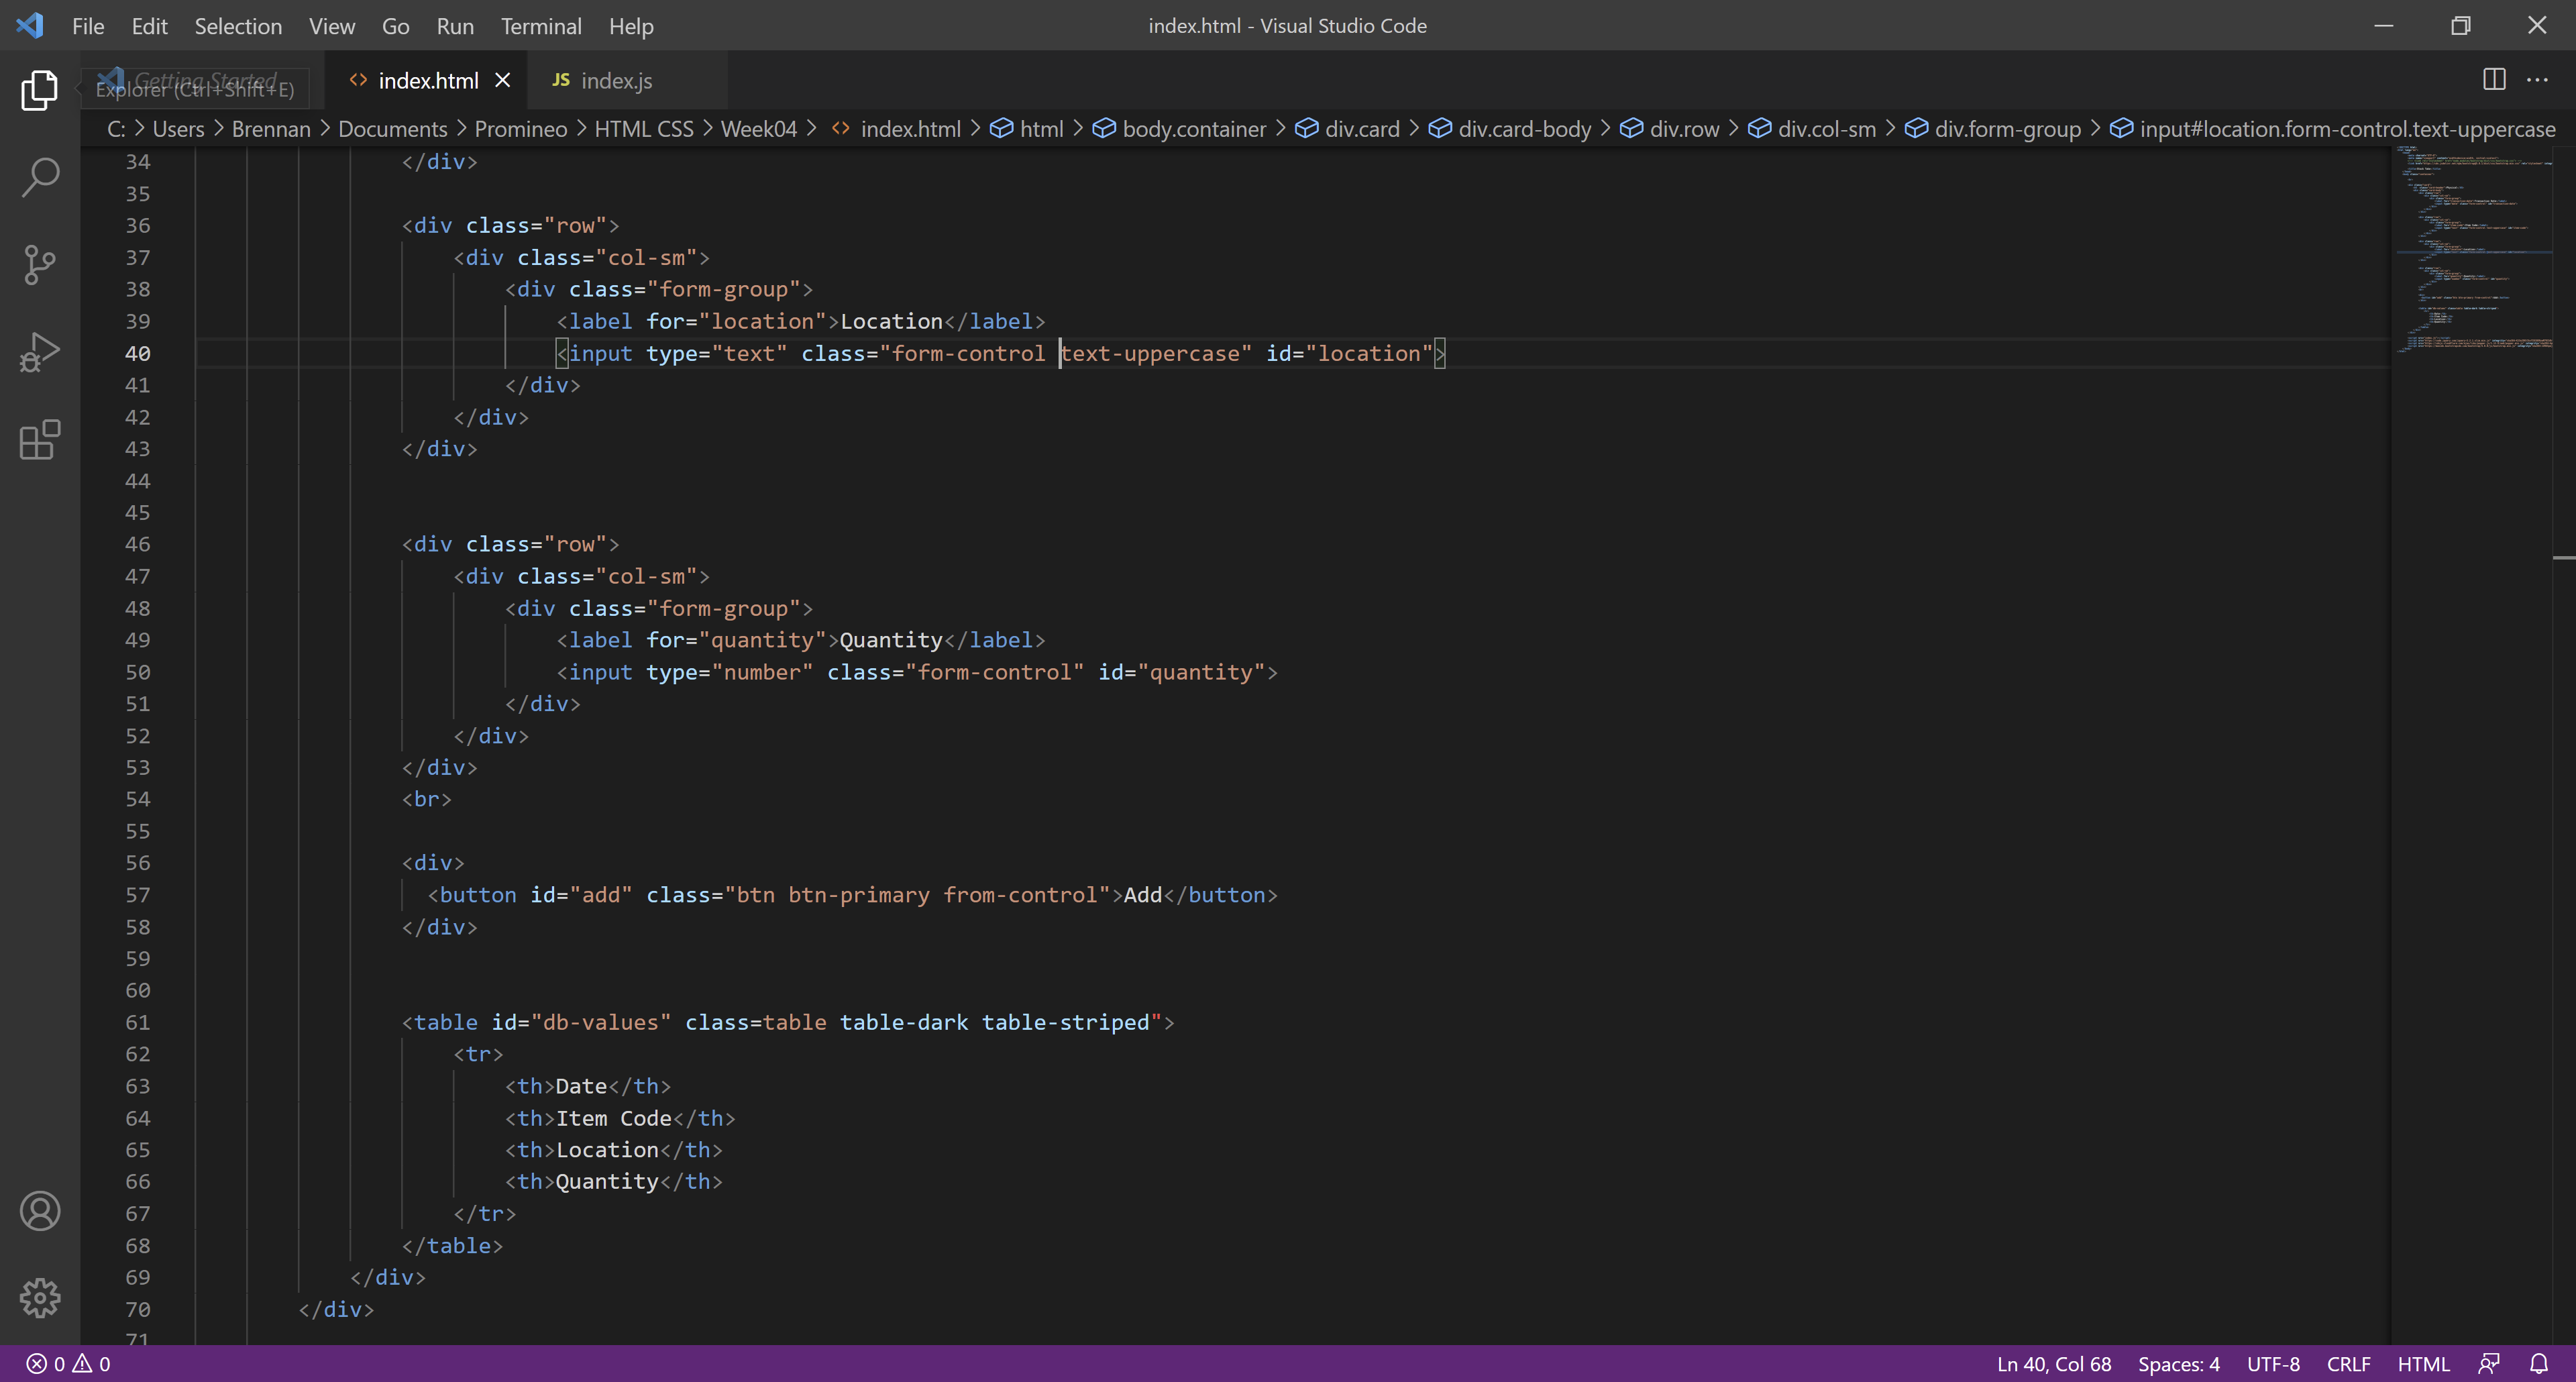 File Edit Selection View Go Run Terminal Help index.html - Visual Studio Code
Getting Started index.html JS index.js
Explorer (Ctrl+Shift+E)
C: > Users > Brennan > Documents > Promineo > HTML CSS > Week04 > index.html > html > body.container > div.card > div.card-body > div.row > div.col-sm > div.form-group > input#location.form-control.text-uppercase
34 </div>
35
36 <div class="row">
37 <div class="col-sm">
38 <div class="form-group">
39 <label for="location">Location</label>
40 <input type="text" class="form-control text-uppercase" id="location">
41 </div>
42 </div>
43 </div>
44
45
46 <div class="row">
47 <div class="col-sm">
48 <div class="form-group">
49 <label for="quantity">Quantity</label>
50 <input type="number" class="form-control" id="quantity">
51 </div>
52 </div>
53 </div>
54 <br>
55
56 <div>
57 <button id="add" class="btn btn-primary from-control">Add</button>
58 </div>
59
60
61 <table id="db-values" class=table table-dark table-striped">
62 <tr>
63 <th>Date</th>
64 <th>Item Code</th>
65 <th>Location</th>
66 <th>Quantity</th>
67 </tr>
68 </table>
69 </div>
70 </div>
71
0 0 Ln 40, Col 68 Spaces: 4 UTF-8 CRLF HTML